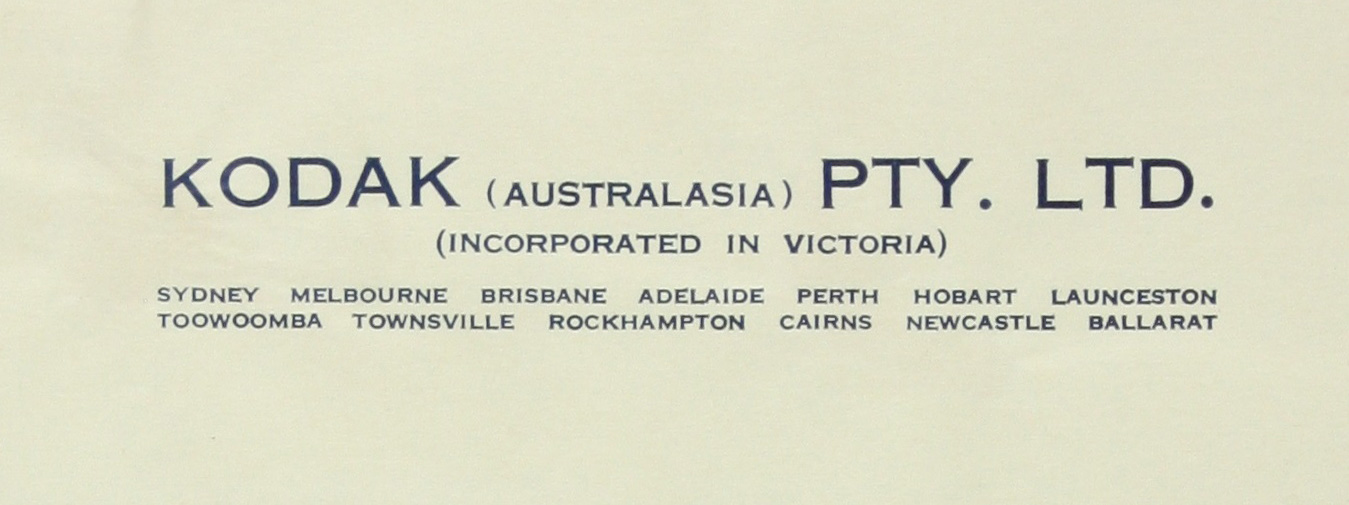 KODAK (AUSTRALASIA) PTY. LTD.
(INCORPORATED IN VICTORIA)
SYDNEY MELBOURNE BRISBANE ADELAIDE PERTH HOBART LAUNCESTON
TOOWOOMBA TOWNSVILLE ROCKHAMPTON CAIRNS NEWCASTLE BALLARAT